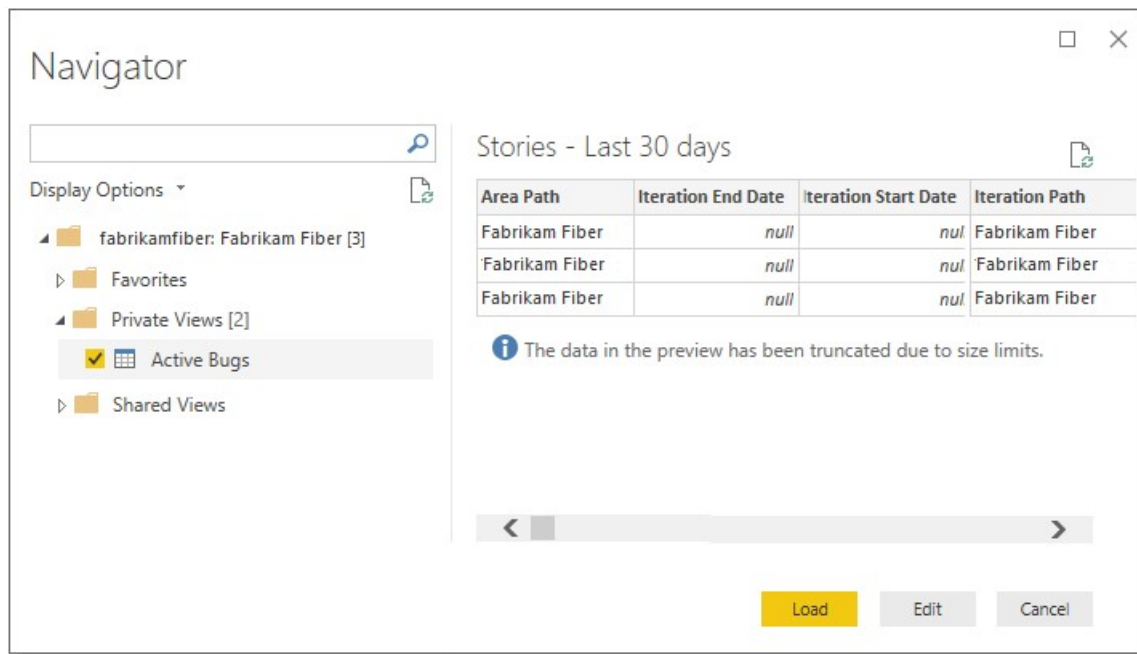 Navigator
Display Options
fabrikamfiber: Fabrikam Fiber [3]
Favorites
Private Views [2]
Active Bugs
Shared Views
Stories - Last 30 days
Area Path Iteration End Date Iteration Start Date Iteration Path
Fabrikam Fiber null nul Fabrikam Fiber
Fabrikam Fiber null nul Fabrikam Fiber
Fabrikam Fiber null nul Fabrikam Fiber
The data in the preview has been truncated due to size limits.
Load Edit Cancel